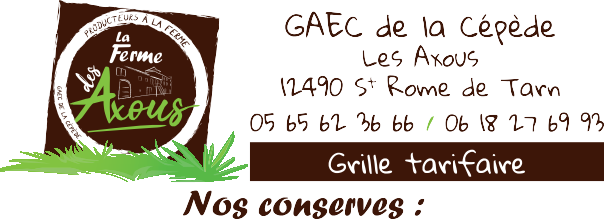 PRODUCTEURS À LA FERME
La
Ferme
des
Axous
GAEC DE LA CÉPÈDE
GAEC de la Cépède
Les Axous
12490 St Rome de Tarn
05 65 62 36 66 / 06 18 27 69 93
Grille tarifaire
Nos conserves :